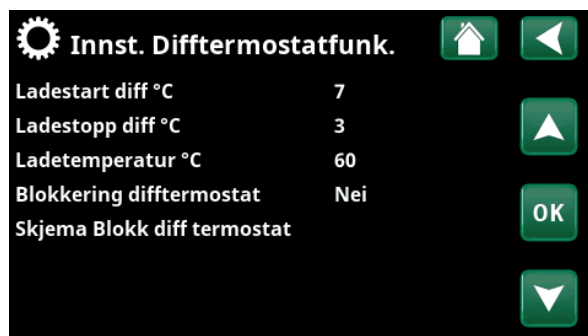 Innst. Difftermostatfunk.
Ladestart diff °C 7
Ladestopp diff °C 3
Ladetemperatur °C 60
Blokkering difftermostat Nei
Skjema Blokk diff termostat
OK